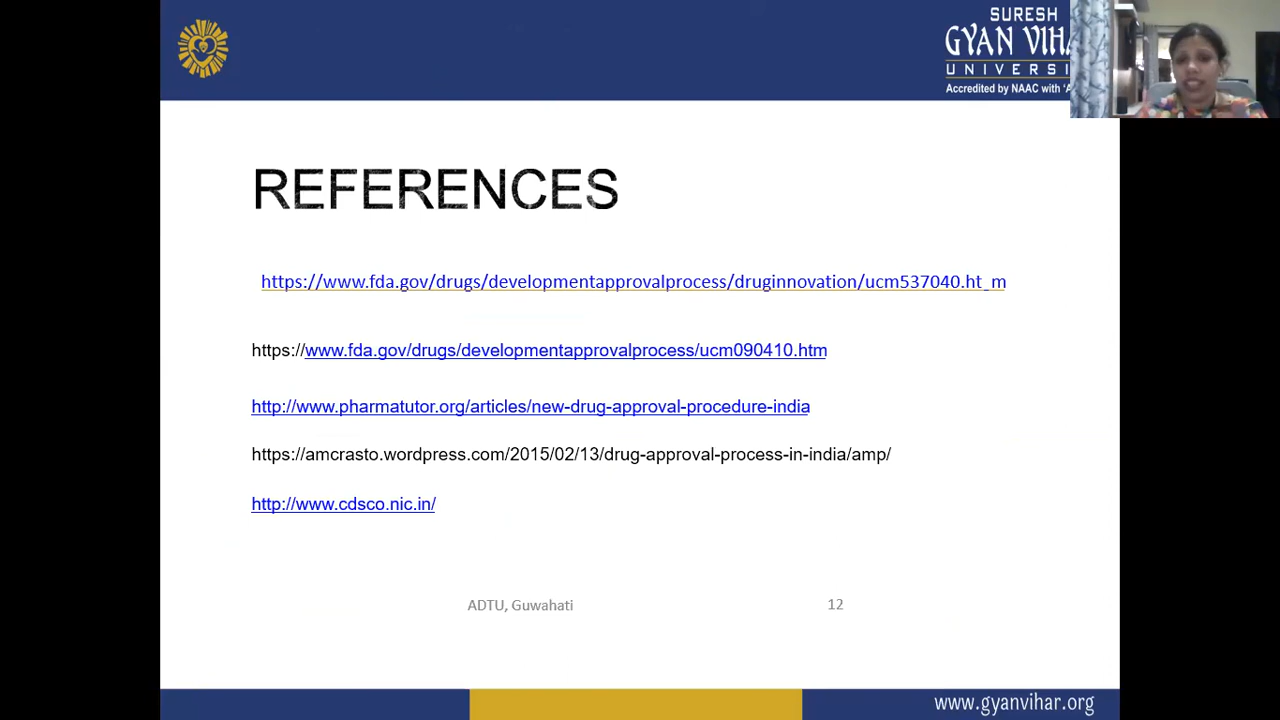 SURESH
GYAN VIHA
UNIVERSI
Accredited by NAAC with 'A
REFERENCES
https://www.fda.gov/drugs/developmentapprovalprocess/druginnovation/ucm537040.ht_m
https://www.fda.gov/drugs/developmentapprovalprocess/ucm090410.htm
http://www.pharmatutor.org/articles/new-drug-approval-procedure-india
https://amcrasto.wordpress.com/2015/02/13/drug-approval-process-in-india/amp/
http://www.cdsco.nic.in/
ADTU, Guwahati 12
www.gyanvihar.org